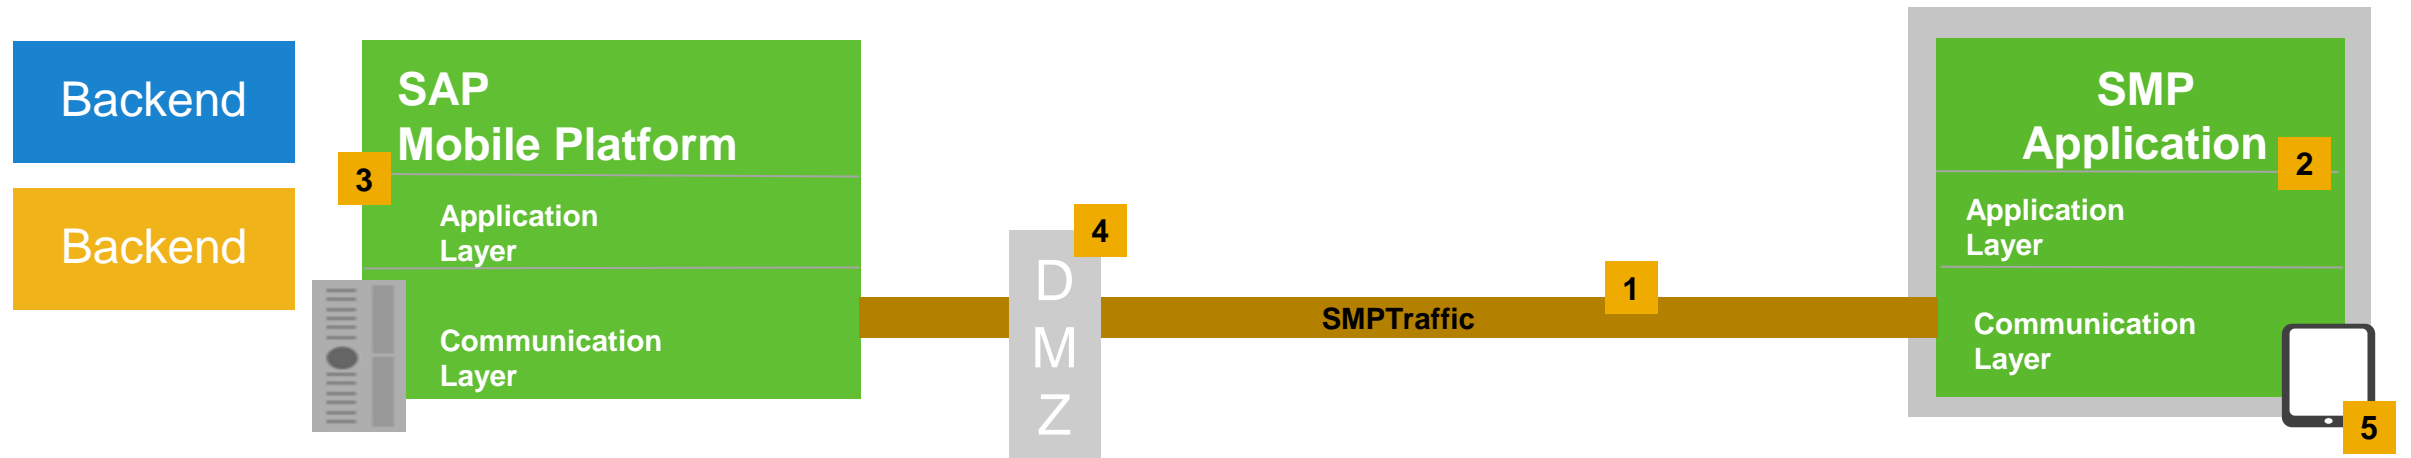 Backend
Backend
SAP
Mobile Platform
3
Application
Layer
Communication
Layer
4
D
M
Z
SMPTraffic
1
SMP
Application
2
Application
Layer
Communication
Layer
5